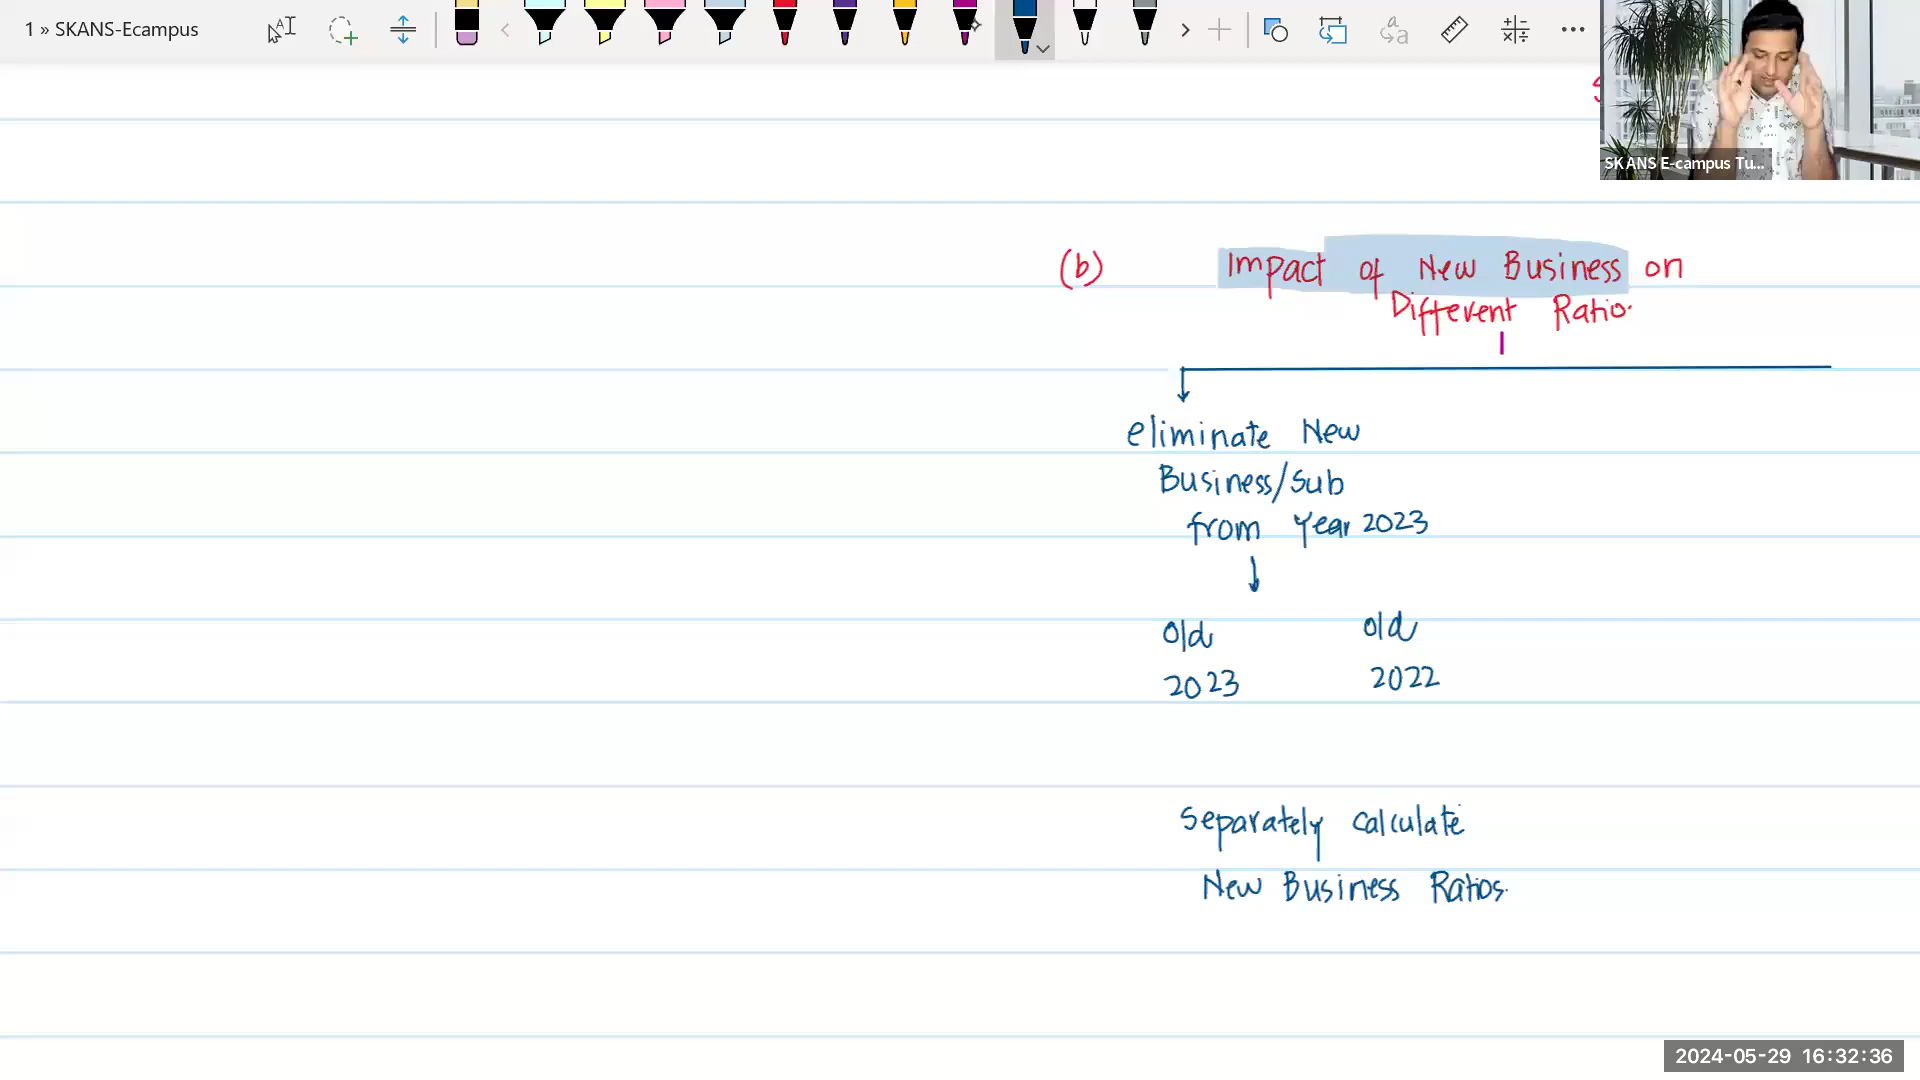 1 » SKANS-Ecampus
SKANS E-campus Tu...
(b) Impact of New Business on
Different Ratio.
eliminate New
Business/Sub
from Year 2023
old old
2023 2022
Separately Calculate
New Business Ratios.
2024-05-29 16:32:36